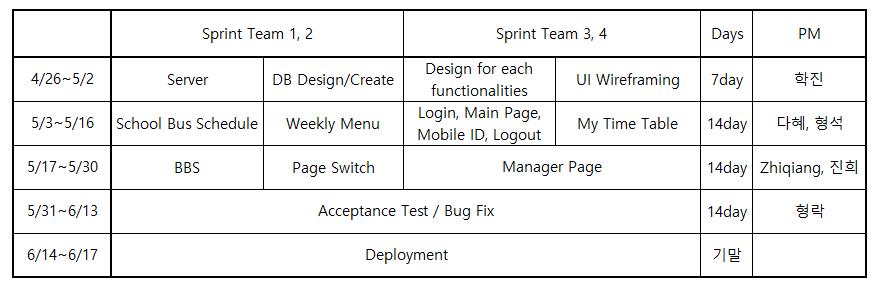 Sprint Team 1, 2 Sprint Team 3, 4 Days PM
4/26~5/2 Server DB Design/Create Design for each functionalities UI Wireframing 7day 학진
5/3~5/16 School Bus Schedule Weekly Menu Login, Main Page, Mobile ID, Logout My Time Table 14day 다혜, 형석
5/17~5/30 BBS Page Switch Manager Page 14day Zhiqiang, 진희
5/31~6/13 Acceptance Test / Bug Fix 14day 형락
6/14~6/17 Deployment 기말